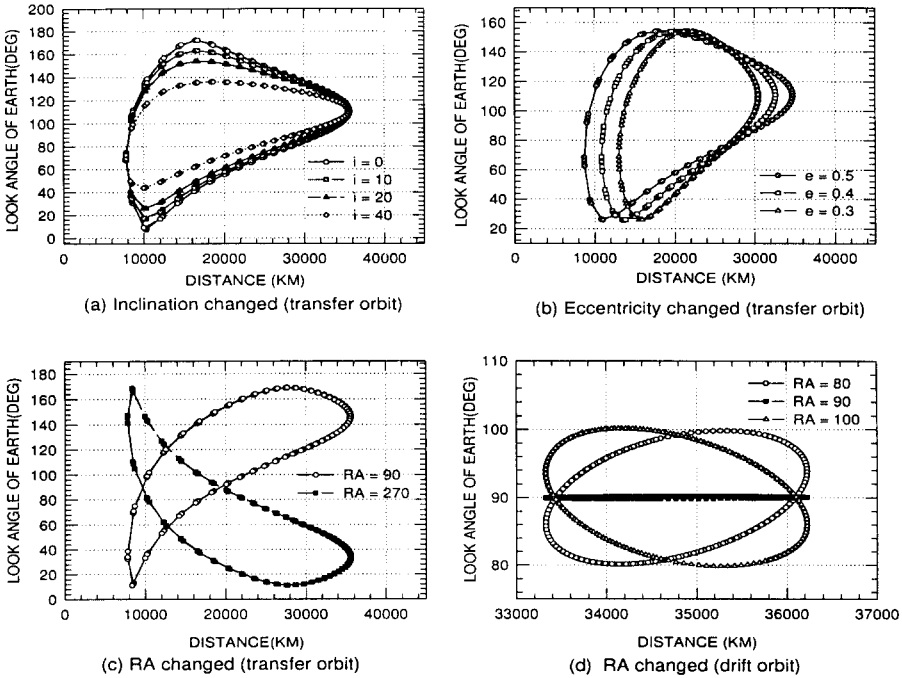 LOOK ANGLE OF EARTH(DEG)
200
180
160
140
120
100
80
60
40
20
0
i = 0
i = 10
i = 20
i = 40
0
10000
20000
30000
40000
DISTANCE (KM)
(a) Inclination changed (transfer orbit)
LOOK ANGLE OF EARTH(DEG)
160
140
120
100
80
60
40
20
e = 0.5
e = 0.4
e = 0.3
0
10000
20000
30000
40000
DISTANCE (KM)
(b) Eccentricity changed (transfer orbit)
LOOK ANGLE OF EARTH(DEG)
180
160
140
120
100
80
60
40
20
0
RA = 90
RA = 270
0
10000
20000
30000
40000
DISTANCE(KM)
(c) RA changed (transfer orbit)
LOOK ANGLE OF EARTH(DEG)
110
100
90
80
RA = 80
RA = 90
RA = 100
33000
34000
35000
36000
37000
DISTANCE (KM)
(d) RA changed (drift orbit)